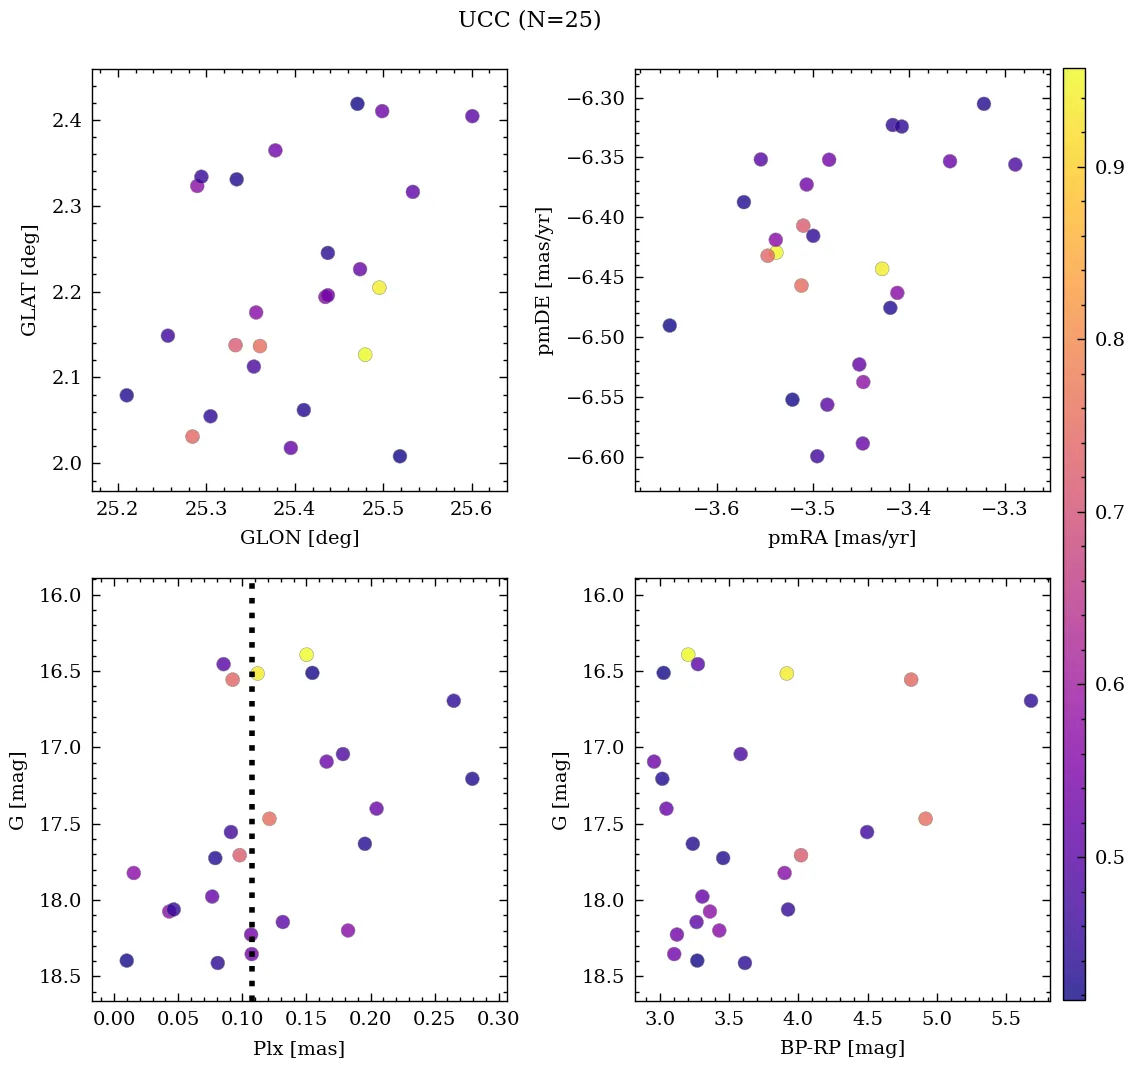 UCC (N=25)
2.4
2.3
2.2
2.1
2.0
GLAT [deg]
25.2 25.3 25.4 25.5 25.6
GLON [deg]
−6.30
−6.35
−6.40
−6.45
−6.50
−6.55
−6.60
pmDE [mas/yr]
−3.6 −3.5 −3.4 −3.3
pmRA [mas/yr]
16.0
16.5
17.0
17.5
18.0
18.5
G [mag]
0.00 0.05 0.10 0.15 0.20 0.25 0.30
Plx [mas]
16.0
16.5
17.0
17.5
18.0
18.5
G [mag]
3.0 3.5 4.0 4.5 5.0 5.5
BP-RP [mag]
0.9
0.8
0.7
0.6
0.5